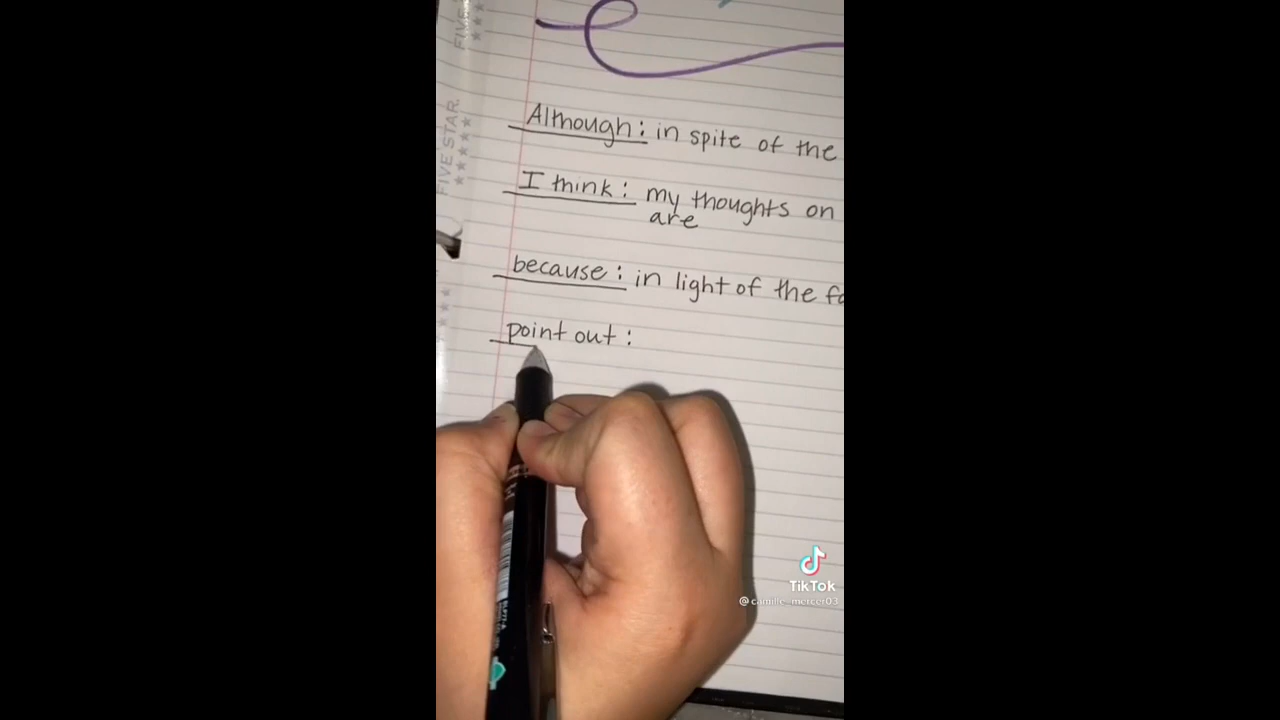 FIVE
FIVE STAR
Although: in spite of the
I think: my thoughts on
are
because: in light of the
point out:
TikTok
@camille_mercer03